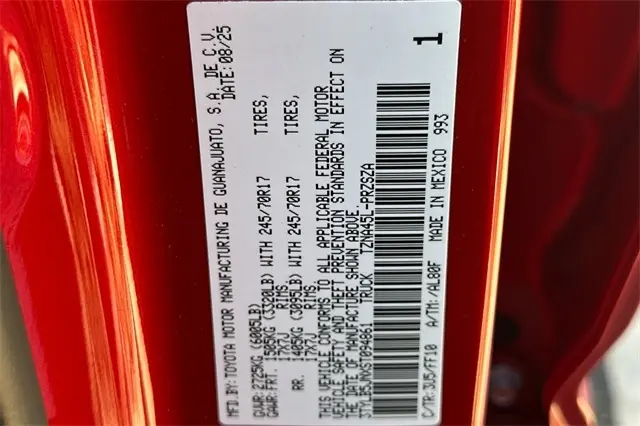 MFD.BY:TOYOTA MOTOR MANUFACTURING DE GUANAJUATO, S.A. DE C.V.
DATE:08/25
GVWR:2725KG (6005LB)
GAWR:FRT. 1505KG (3320LB) WITH 245/70R17 TIRES,
17X7J RIMS,
RR. 1405KG (3095LB) WITH 245/70R17 TIRES,
17X7J RIMS,
THIS VEHICLE CONFORMS TO ALL APPLICABLE FEDERAL MOTOR
VEHICLE SAFETY AND THEFT PREVENTION STANDARDS IN EFFECT ON
THE DATE OF MANUFACTURE SHOWN ABOVE.
3TYLB5JNXST094061 TRUCK TZNA45L-PRZSZA
C/TR:3U5/FF10 A/TM:/AL80F MADE IN MEXICO 993
1